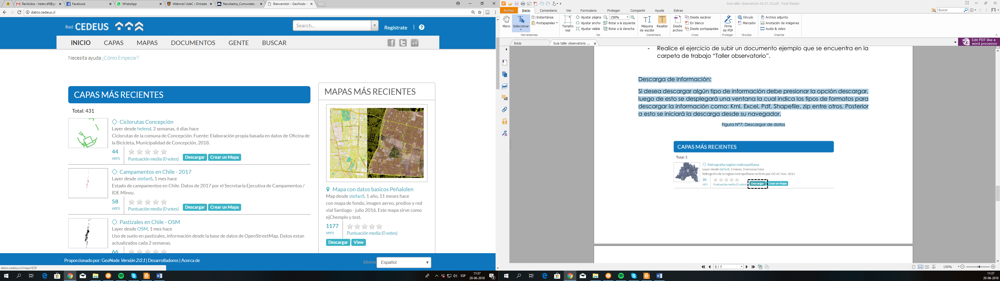 Recibidos - helen.dlf@gm
Facebook
WhatsApp
Webmail UdeC :: Entrada
Resultados_Comunales -
Bienvenido! - GeoNode C
datos.cedeus.cl
Red CEDEUS
Search...
Regístrate | ?
INICIO CAPAS MAPAS DOCUMENTOS GENTE BUSCAR
Necesita ayuda ¿Cómo Empezar?
CAPAS MÁS RECIENTES
Total: 431
Ciclorutas Concepción
Layer desde helend, 2 semanas, 6 días hace
Ciclorutas de la comuna de Concepción. Fuente: Elaboración propia basada en datos de Oficina de
la Bicicleta, Municipalidad de Concepción, 2018.
44
vers
Puntuación media (0 votes)
Descargar Crear un Mapa
Campamentos en Chile - 2017
Layer desde stefanS, 1 mes hace
Estado de campamentos en Chile. Datos de 2017 por el Secretaría Ejecutiva de Campamentos /
IDE Minvu.
58
vers
Puntuación media (0 votes)
Descargar Crear un Mapa
Pastizales en Chile - OSM
Layer desde OSM, 1 mes hace
Uso de suelo en pastizales, información desde la base de datos de OpenStreetMap. Datos estan
actualizados cada 2 semanas.
66
MAPAS MÁS RECIENTES
Mapa con datos basicos Peñalolen
Map desde stefanS, 1 año, 11 meses hace
con mapa de fondo, imagen aereo, predios y red
vial Santiago - julio 2016. Este mapa sirve como
ejChemplo y test.
1177
vers
Puntuación media (0 votes)
Descargar View
Proporcionado por: GeoNode Versión 2.0.1 | Desarrolladores | Acerca de
Idioma Español
datos.cedeus.cl/maps/639
ESP
11:37
20-06-2018
2
Guia taller observatorio 02.07.15.pdf - Foxit Reader
Archivo Inicio Comentario Ver Formulario Proteger Compartir Ayuda Extras
Buscar
Mano
Seleccionar
Instantánea
Portapapeles
Herramientas
Tamaño
real
Ajustar página
Ajustar ancho
Ajustar visible
150%
Rotar a la izquierda
Rotar a la derecha
Ver
Máquina
de escribir
Resaltar
Comentario
Desde
archivo
Desde escáner
En blanco
Desde portapapeles
Crear
Firma
de PDF
Proteger
Vínculo
Marcador
Vínculos
Archivo adjunto
Anotación de imágenes
Audio & video
Insertar
Inicio
Guia taller observatorio ...
Edit PDF like a
word processor
- Realice el ejercicio de subir un documento ejemplo que se encuentra en la
carpeta de trabajo “Taller observatorio”.
Descarga de información:
Si desea descargar algún tipo de información debe presionar la opción descargar,
luego de esto se desplegará una ventana la cual indica los tipos de formatos para
descargar la información como: Kml, Excel, Pdf, Shapefile, zip entre otros. Posterior
a esto se iniciará la descarga desde su navegador.
Figura N°7: Descargar de datos
CAPAS MÁS RECIENTES
Total: 3
hidrografia region metropolitana
Layer desde stefanS, 3 meses, 3 semanas hace
hidrografia de la region metropolitana recibido por OCUC Nov. 2013
35
vers
Puntuación media (0 votos)
Descargar Crear un Mapa
5 / 7
150%
11:37
20-06-2018